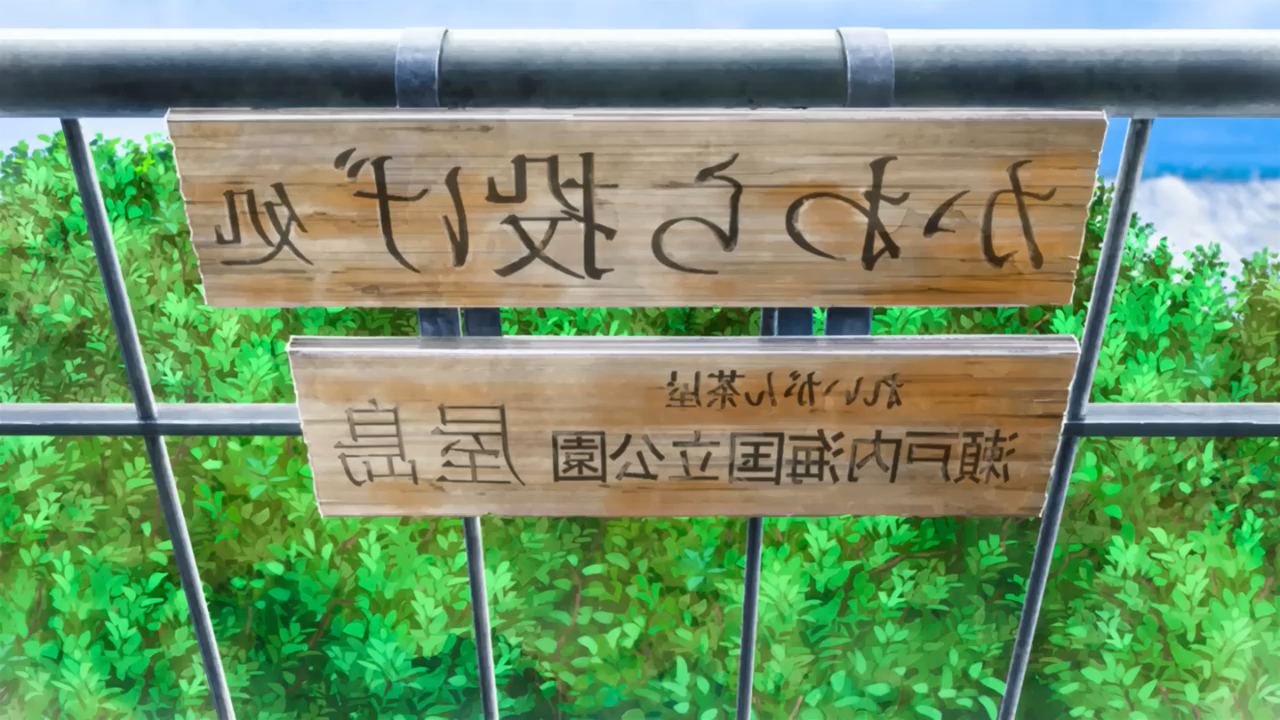 かわら投げ処
れいがん茶屋
瀬戸内海国立公園 屋島